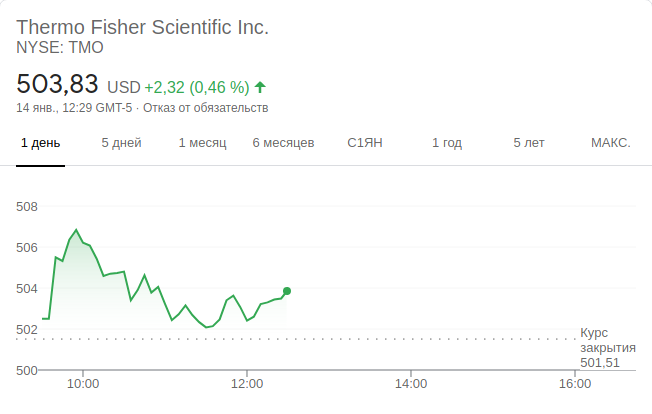 Thermo Fisher Scientific Inc.
NYSE: TMO
503,83 USD +2,32 (0,46 %)
14 янв., 12:29 GMT-5 · Отказ от обязательств
1 день 5 дней 1 месяц 6 месяцев С1ЯН 1 год 5 лет МАКС.
508
506
504
502
Курс
закрытия
501,51
500
10:00 12:00 14:00 16:00